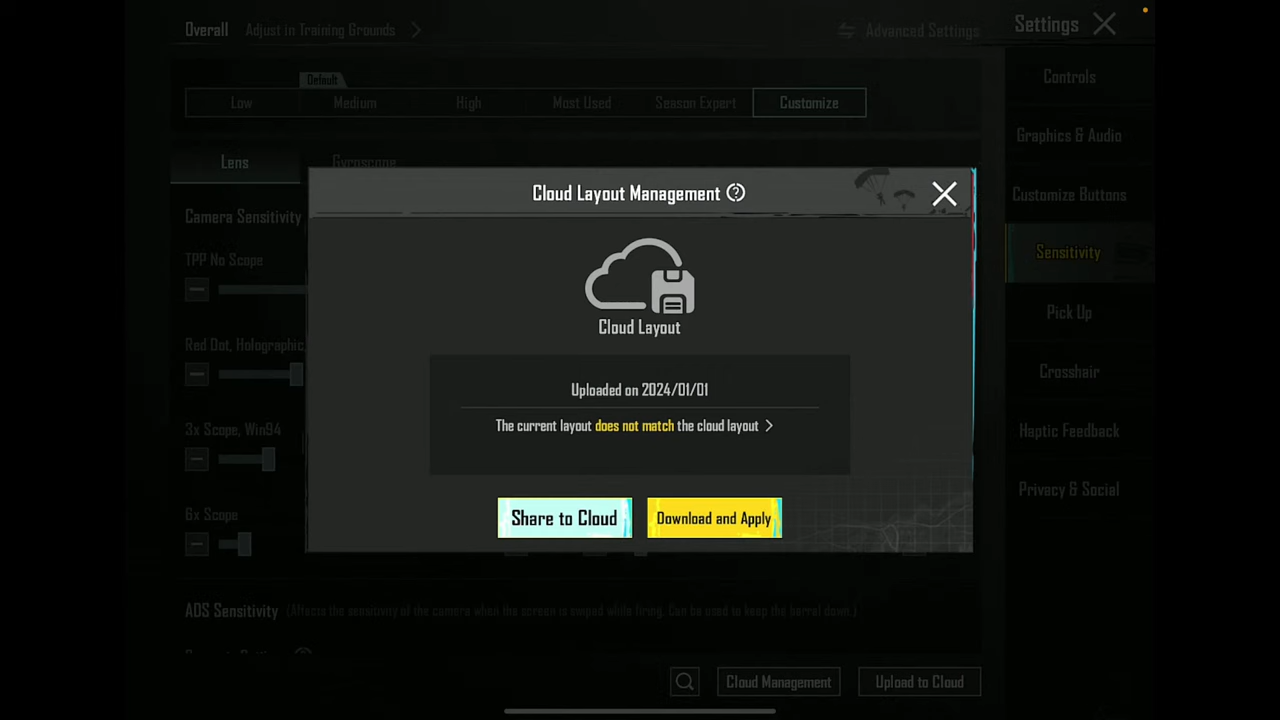 Overall Adjust in Training Grounds
Advanced Settings
Settings
Default
Low Medium High Most Used Season Expert Customize
Lens Gyroscope
Camera Sensitivity
TPP No Scope
Red Dot, Holographic,
3x Scope, Win94
6x Scope
ADS Sensitivity (Affects the sensitivity of the camera when the screen is swiped while firing. Can be used to keep the barrel down.)
Cloud Layout Management ?
Cloud Layout
Uploaded on 2024/01/01
The current layout does not match the cloud layout
Share to Cloud Download and Apply
Cloud Management Upload to Cloud
Controls
Graphics & Audio
Customize Buttons
Sensitivity
Pick Up
Crosshair
Haptic Feedback
Privacy & Social